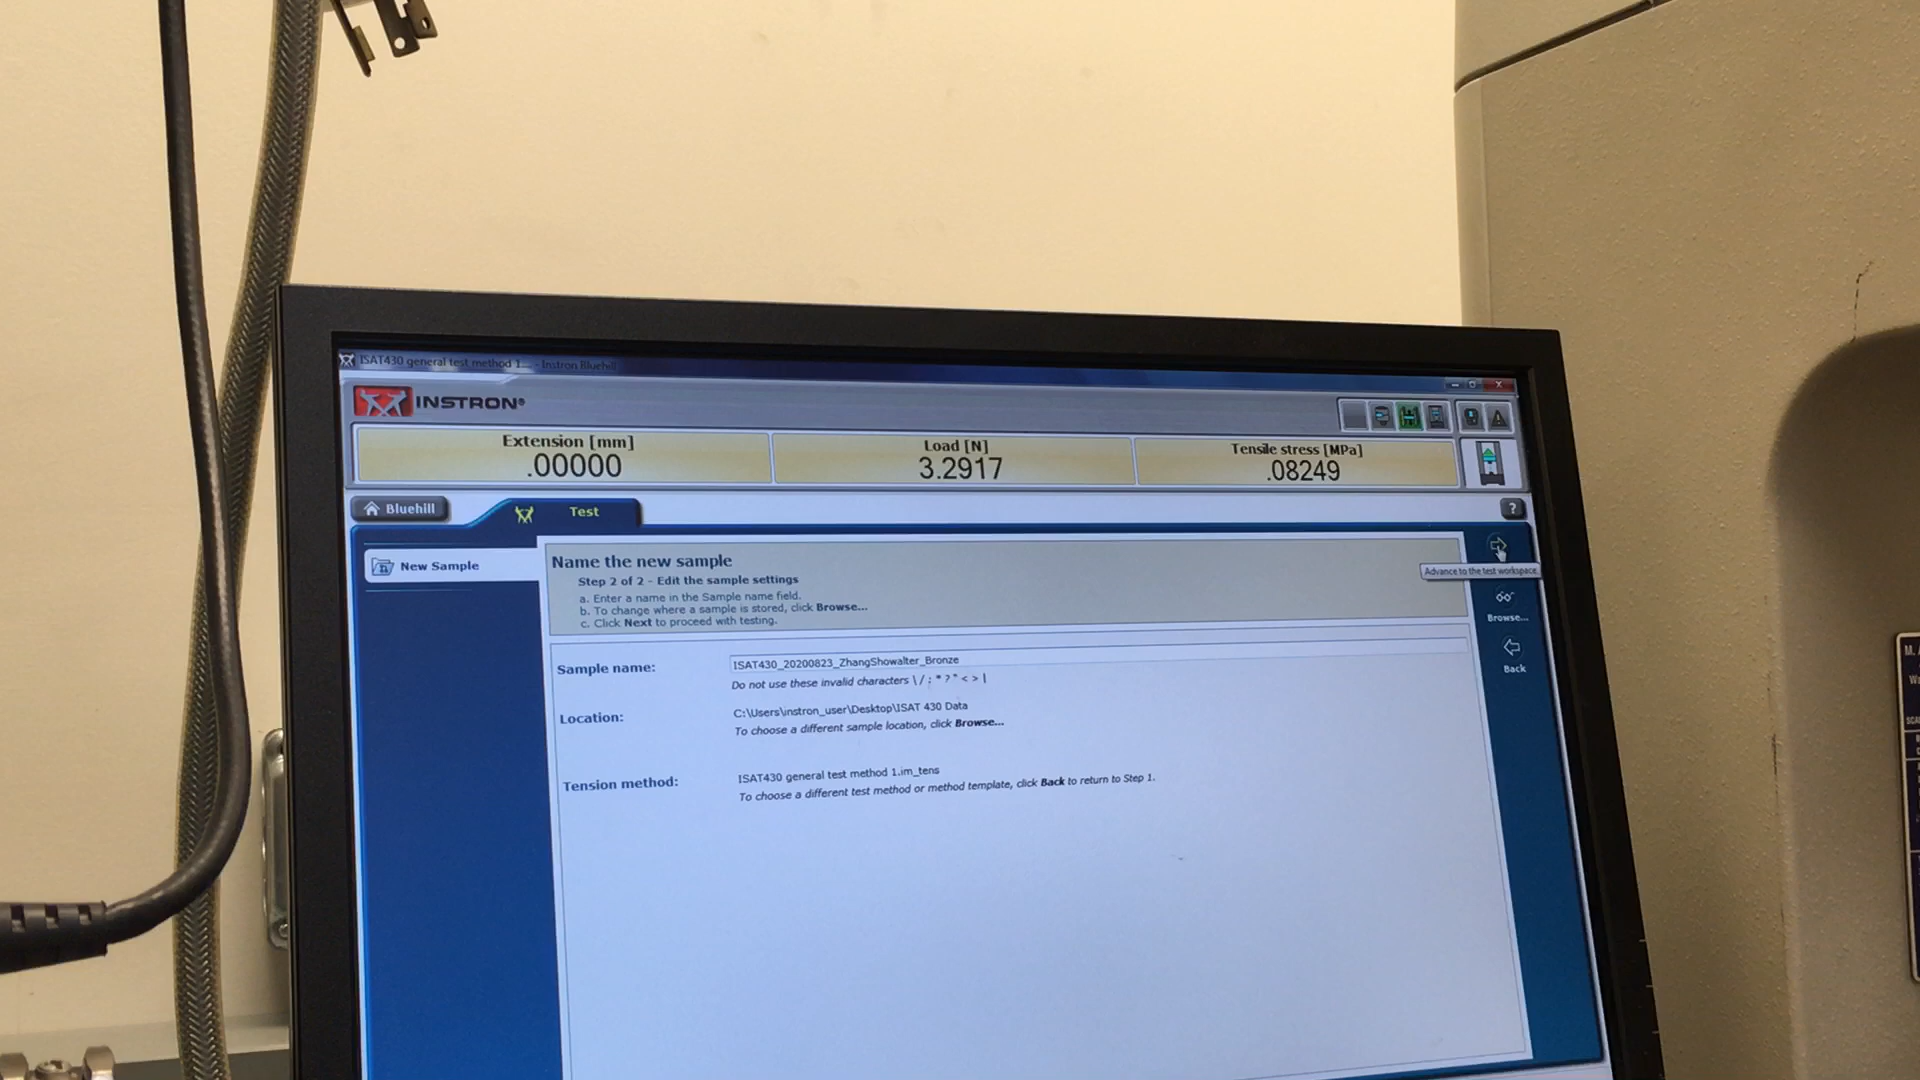 ISAT430 general test method 1... - Instron Bluehill
INSTRON®
Extension [mm]
.00000
Load [N]
3.2917
Tensile stress [MPa]
.08249
Bluehill
Test
?
New Sample
Name the new sample
Step 2 of 2 - Edit the sample settings
a. Enter a name in the Sample name field.
b. To change where a sample is stored, click Browse...
c. Click Next to proceed with testing.
Advance to the test workspace
Browse...
Back
Sample name:
ISAT430_20200823_ZhangShowalter_Bronze
Do not use these invalid characters \ / : * ? " < > |
Location:
C:\Users\instron_user\Desktop\ISAT 430 Data
To choose a different sample location, click Browse...
Tension method:
ISAT430 general test method 1.im_tens
To choose a different test method or method template, click Back to return to Step 1.